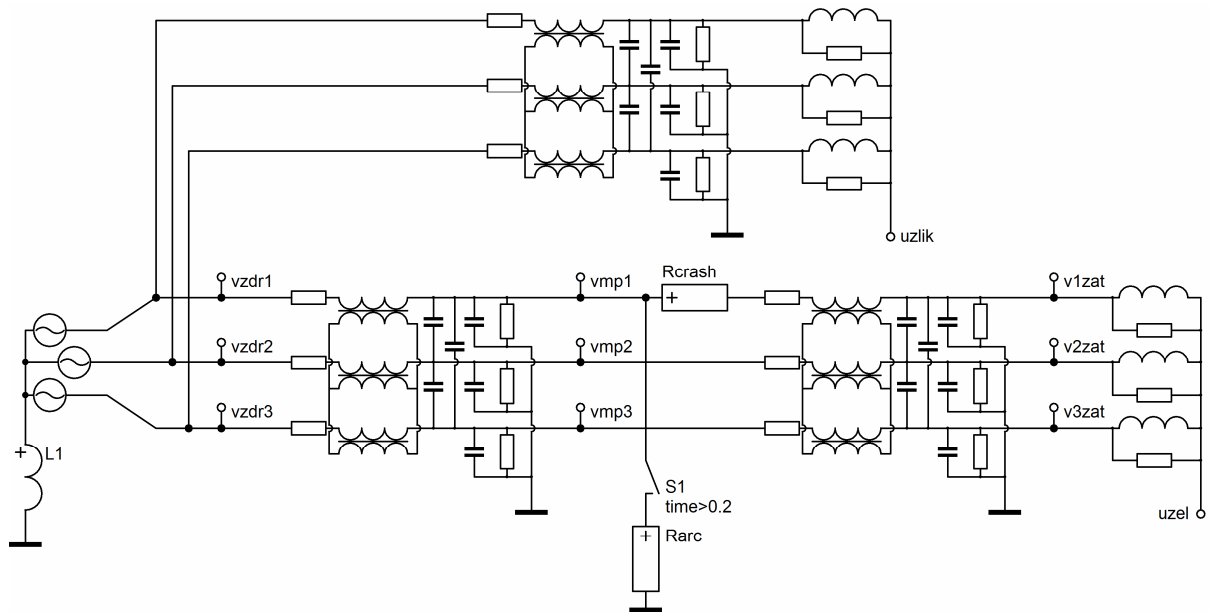 uzlik
vzdr1
vmp1
Rcrash
+
v1zat
vzdr2
vmp2
v2zat
vzdr3
vmp3
v3zat
+ L1
S1
time>0.2
+ Rarc
uzel